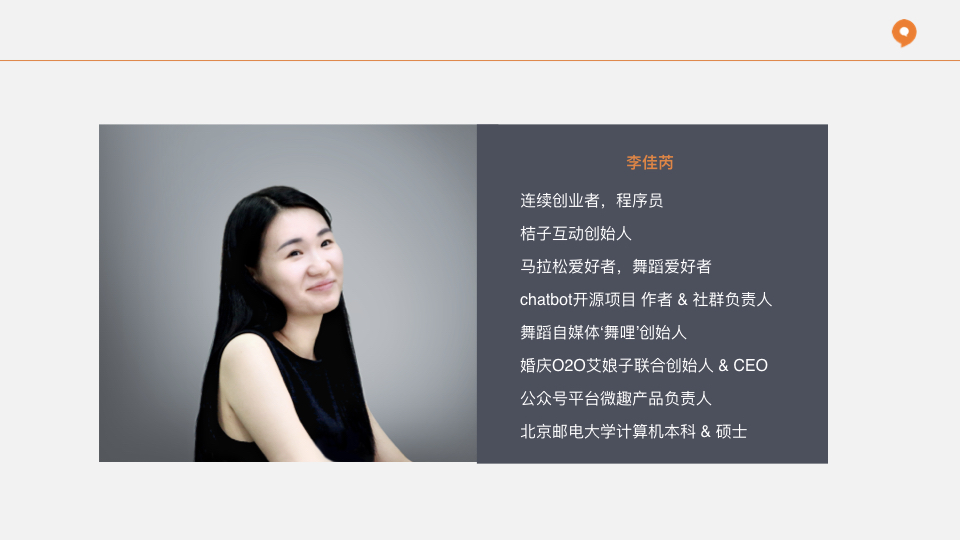 李佳芮
连续创业者，程序员
桔子互动创始人
马拉松爱好者，舞蹈爱好者
chatbot开源项目 作者 & 社群负责人
舞蹈自媒体‘舞哩’创始人
婚庆O2O艾娘子联合创始人 & CEO
公众号平台微趣产品负责人
北京邮电大学计算机本科 & 硕士